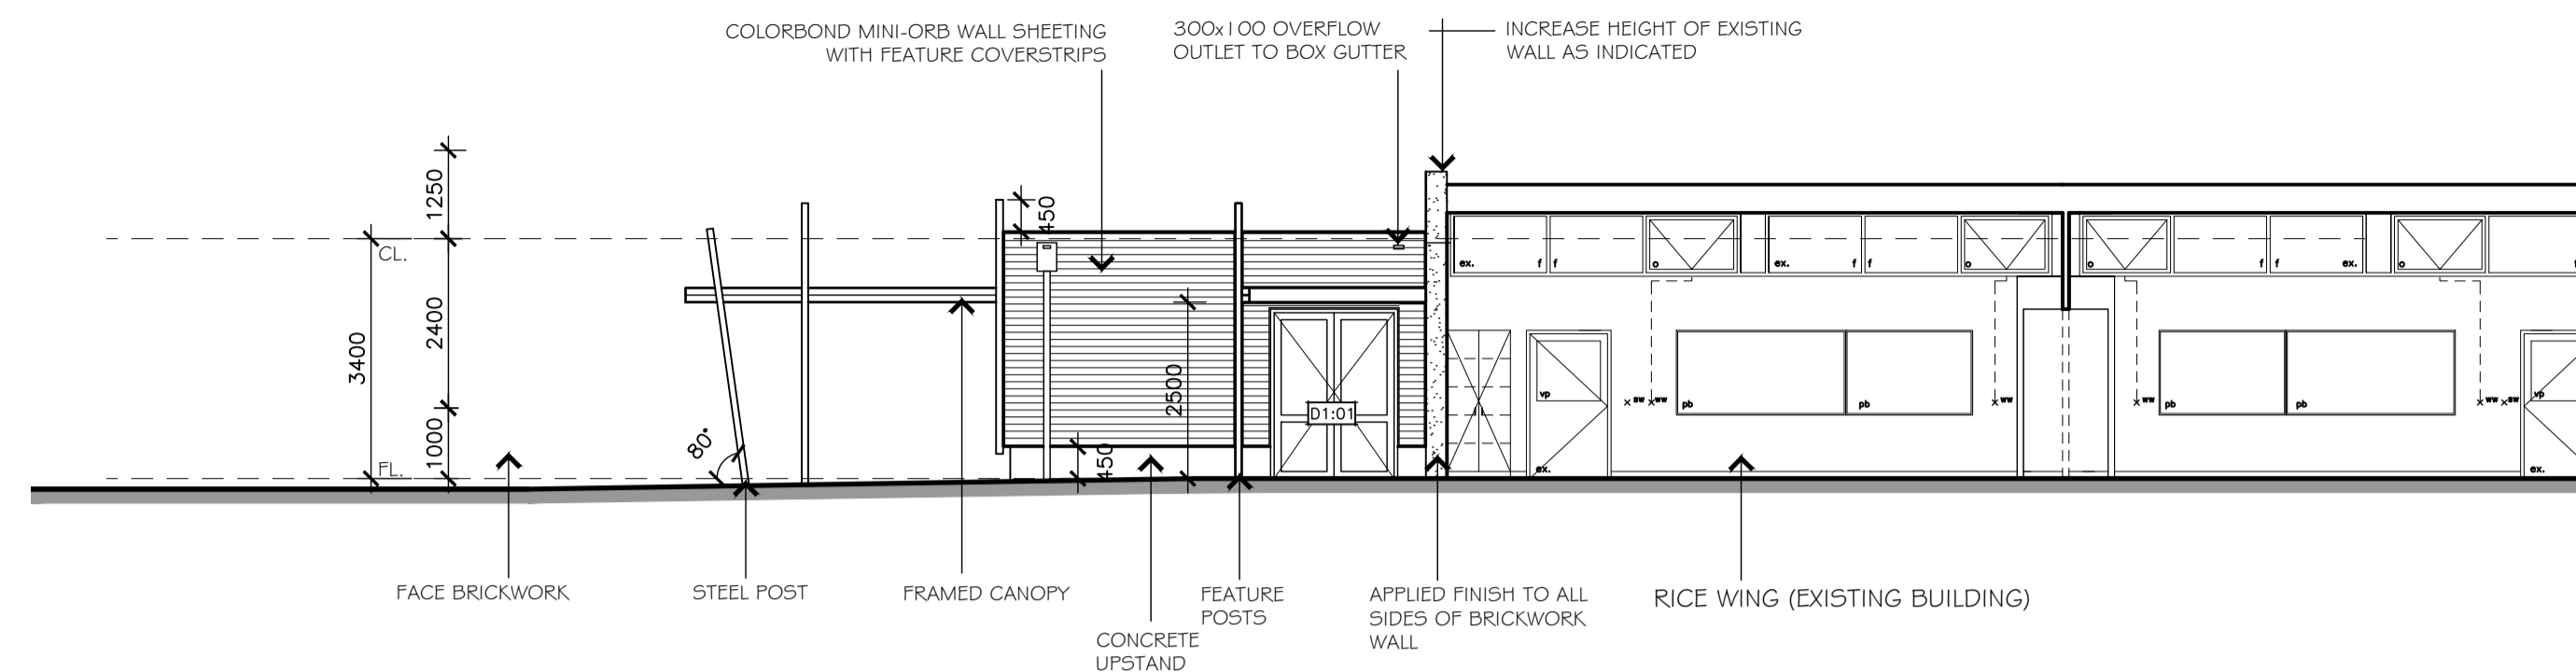 COLORBOND MINI-ORB WALL SHEETING
WITH FEATURE COVERSTRIPS
300x100 OVERFLOW
OUTLET TO BOX GUTTER
INCREASE HEIGHT OF EXISTING
WALL AS INDICATED
1250
2400
1000
3400
CL.
FL.
80°
450
450
2500
D1:01
ex.
f
f
o
ex.
f
f
o
o
f
f
ex.
o
f
vp
ex.
sw
ww
pb
pb
ww
ww
pb
pb
ww
sw
vp
ex.
FACE BRICKWORK
STEEL POST
FRAMED CANOPY
CONCRETE
UPSTAND
FEATURE
POSTS
APPLIED FINISH TO ALL
SIDES OF BRICKWORK
WALL
RICE WING (EXISTING BUILDING)